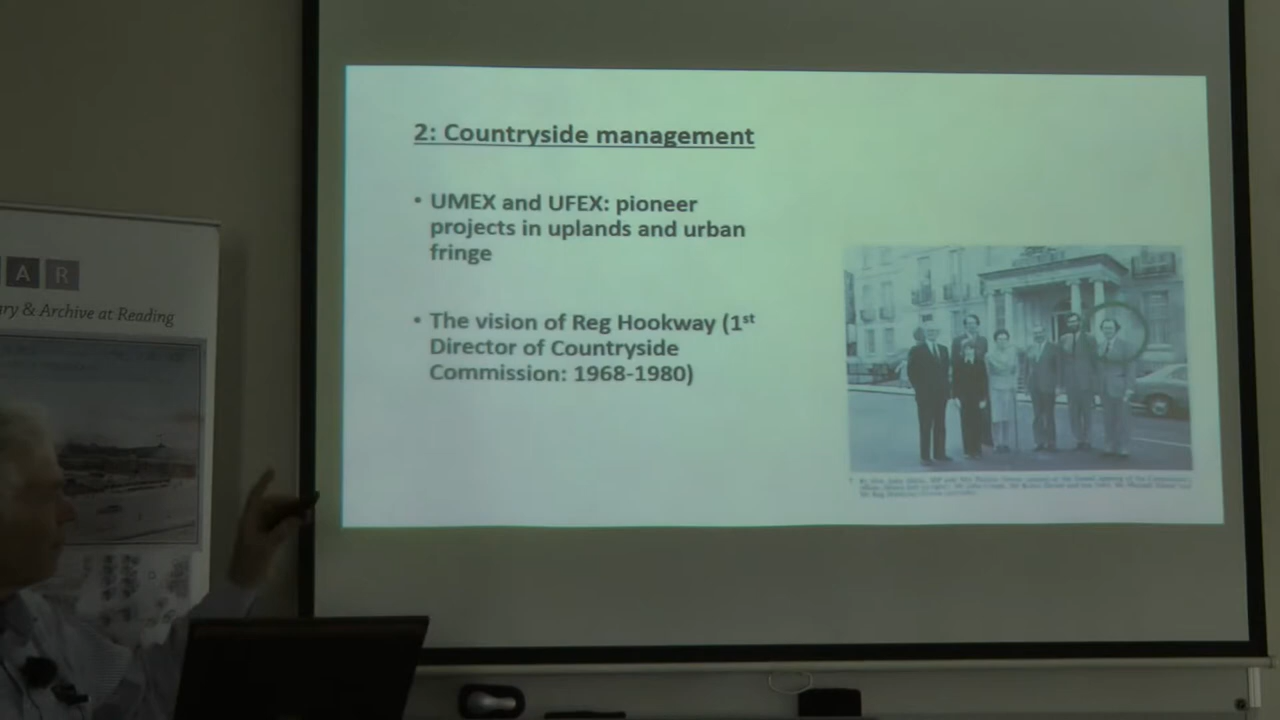 2: Countryside management
• UMEX and UFEX: pioneer
projects in uplands and urban
fringe
• The vision of Reg Hookway (1st
Director of Countryside
Commission: 1968-1980)
A R
& Archive at Reading